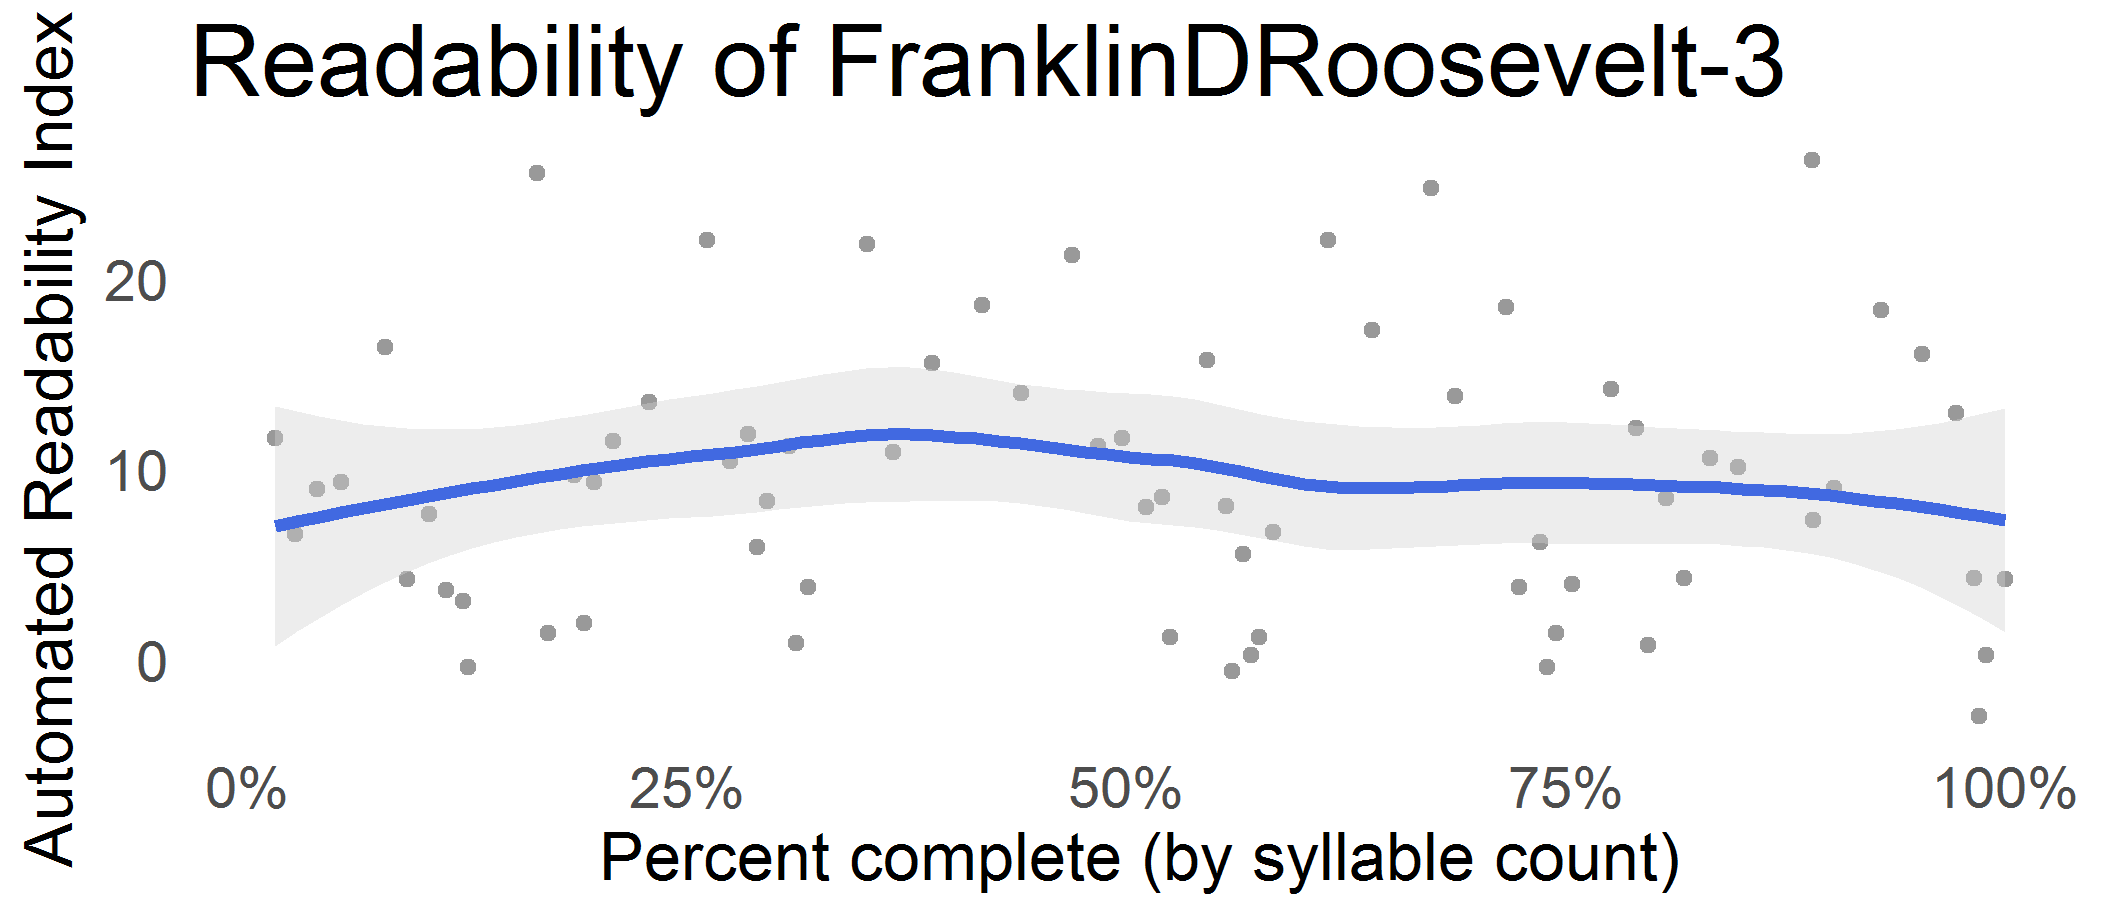 Readability of FranklinDRoosevelt-3
Automated Readability Index
20
10
0
0%
25%
50%
75%
100%
Percent complete (by syllable count)